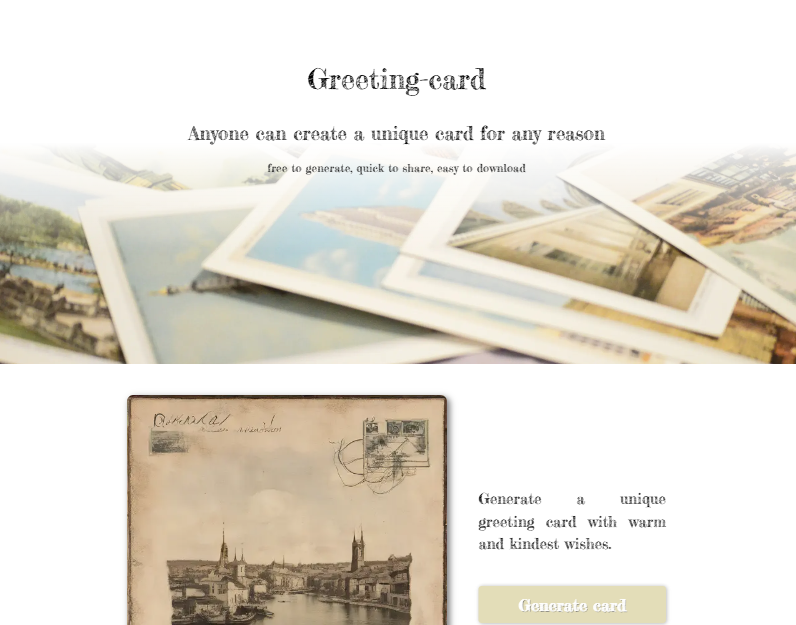 Greeting-card
Anyone can create a unique card for any reason
free to generate, quick to share, easy to download
Generate a unique
greeting card with warm
and kindest wishes.
Generate card